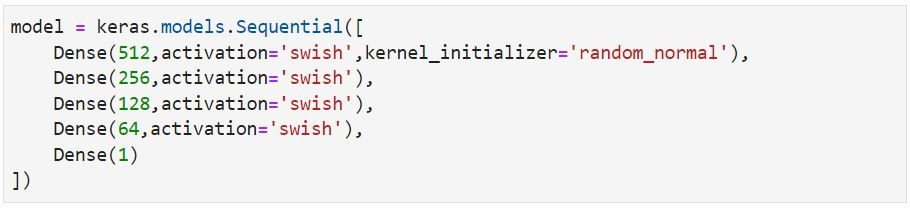 model = keras.models.Sequential([
    Dense(512,activation='swish',kernel_initializer='random_normal'),
    Dense(256,activation='swish'),
    Dense(128,activation='swish'),
    Dense(64,activation='swish'),
    Dense(1)
])